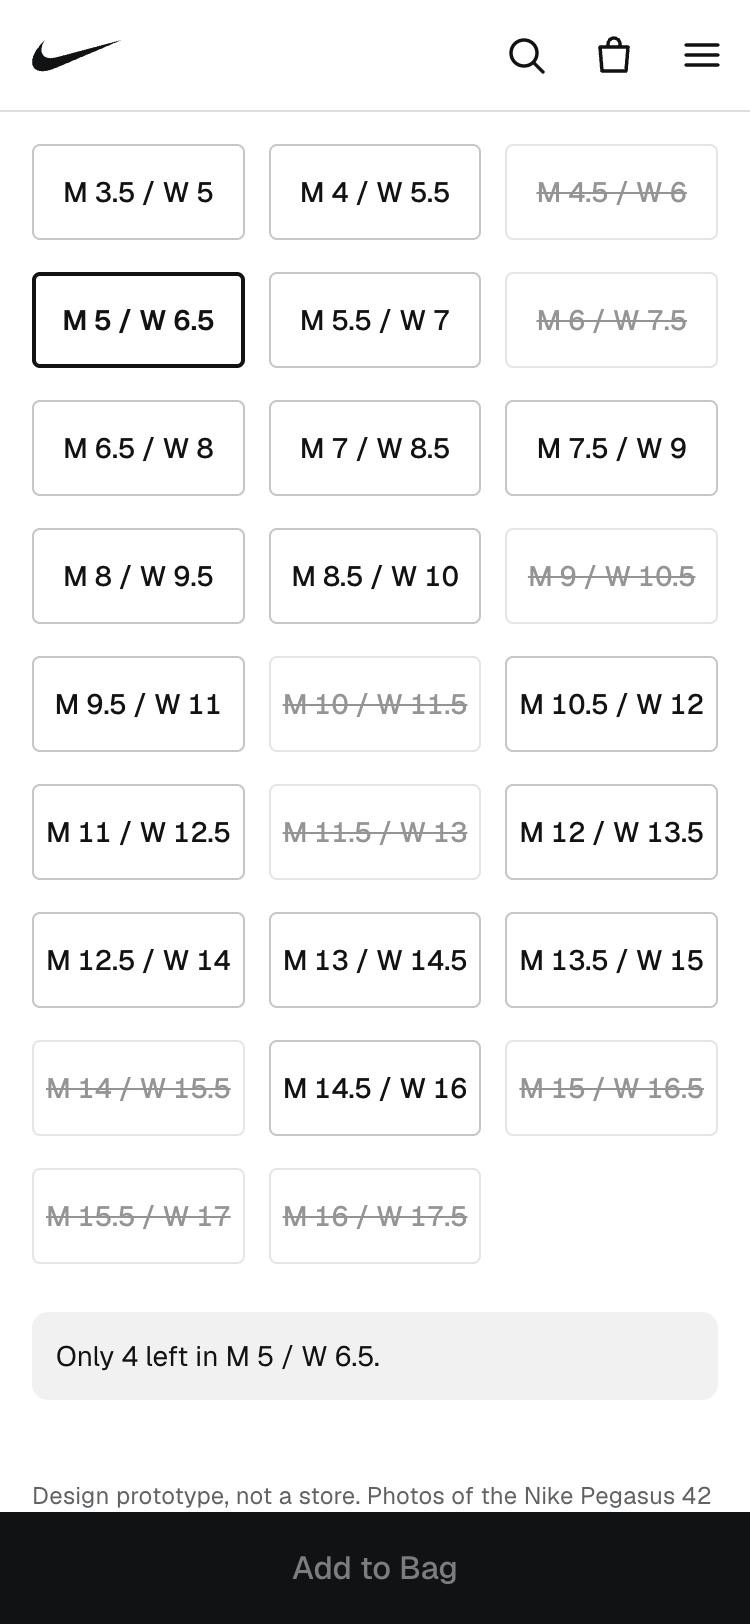 M 3.5 / W 5
M 4 / W 5.5
M 4.5 / W 6
M 5 / W 6.5
M 5.5 / W 7
M 6 / W 7.5
M 6.5 / W 8
M 7 / W 8.5
M 7.5 / W 9
M 8 / W 9.5
M 8.5 / W 10
M 9 / W 10.5
M 9.5 / W 11
M 10 / W 11.5
M 10.5 / W 12
M 11 / W 12.5
M 11.5 / W 13
M 12 / W 13.5
M 12.5 / W 14
M 13 / W 14.5
M 13.5 / W 15
M 14 / W 15.5
M 14.5 / W 16
M 15 / W 16.5
M 15.5 / W 17
M 16 / W 17.5
Only 4 left in M 5 / W 6.5.
Design prototype, not a store. Photos of the Nike Pegasus 42
Add to Bag